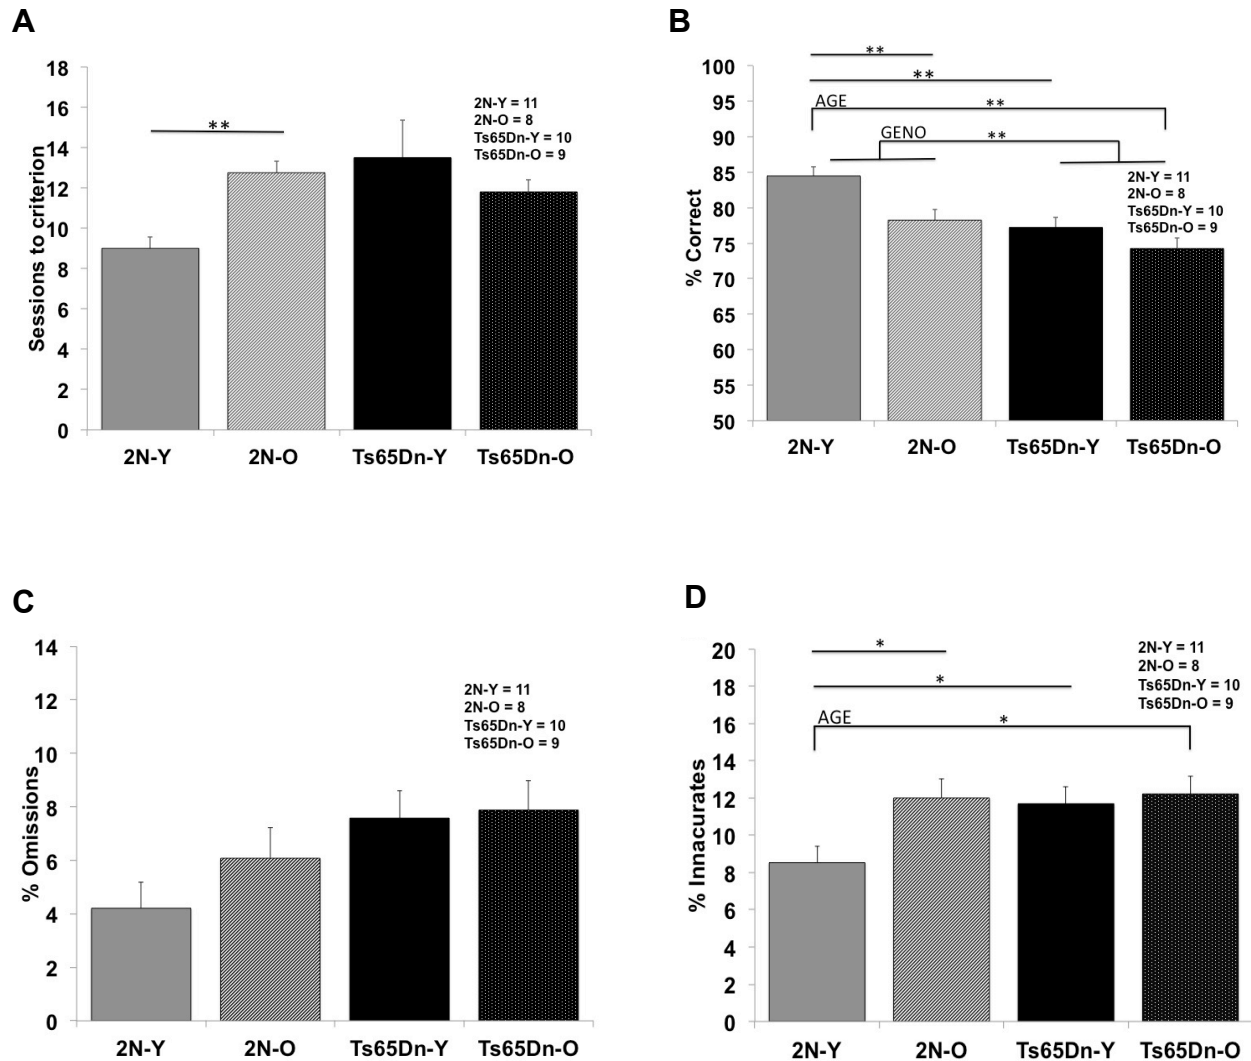 A
18
16
14
12
10
8
6
4
2
0
Sessions to criterion
**
2N-Y = 11
2N-O = 8
Ts65Dn-Y = 10
Ts65Dn-O = 9
2N-Y 2N-O Ts65Dn-Y Ts65Dn-O
B
100
95
90
85
80
75
70
65
60
55
50
% Correct
**
**
AGE **
GENO **
2N-Y = 11
2N-O = 8
Ts65Dn-Y = 10
Ts65Dn-O = 9
2N-Y 2N-O Ts65Dn-Y Ts65Dn-O
C
14
12
10
8
6
4
2
0
% Omissions
2N-Y = 11
2N-O = 8
Ts65Dn-Y = 10
Ts65Dn-O = 9
2N-Y 2N-O Ts65Dn-Y Ts65Dn-O
D
20
18
16
14
12
10
8
6
4
2
0
% Innacurates
*
*
AGE *
2N-Y = 11
2N-O = 8
Ts65Dn-Y = 10
Ts65Dn-O = 9
2N-Y 2N-O Ts65Dn-Y Ts65Dn-O